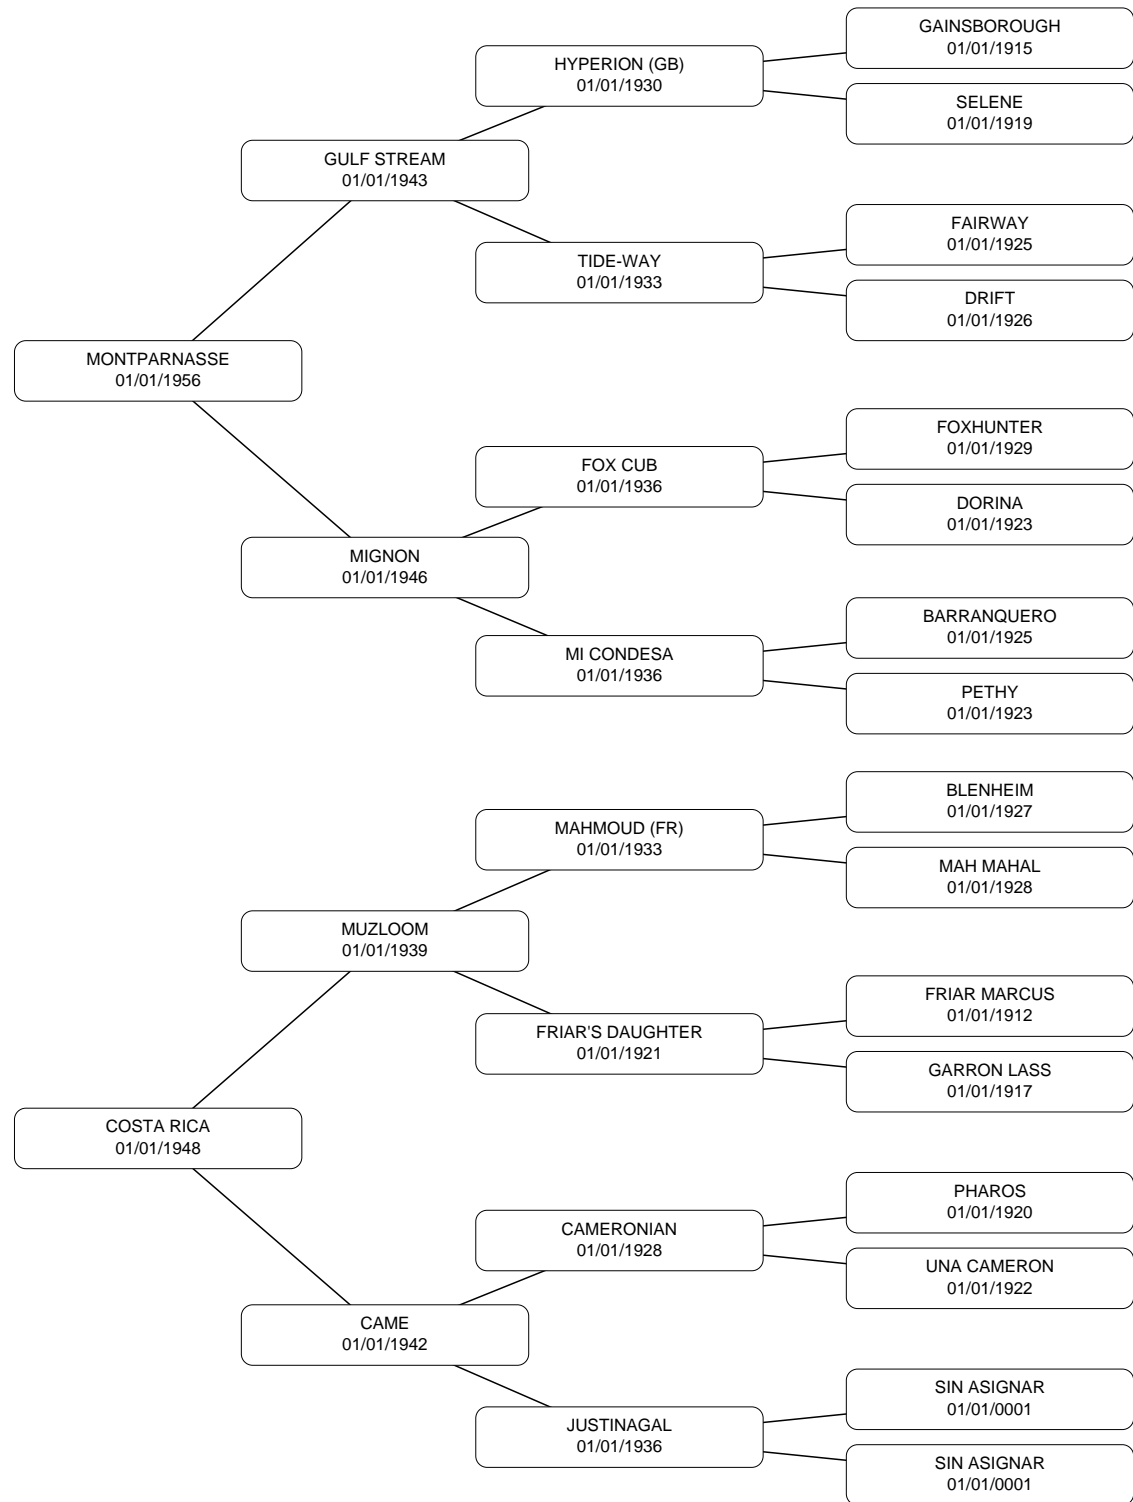 GAINSBOROUGH
01/01/1915
HYPERION (GB)
01/01/1930
SELENE
01/01/1919
GULF STREAM
01/01/1943
FAIRWAY
01/01/1925
TIDE-WAY
01/01/1933
DRIFT
01/01/1926
MONTPARNASSE
01/01/1956
FOXHUNTER
01/01/1929
FOX CUB
01/01/1936
DORINA
01/01/1923
MIGNON
01/01/1946
BARRANQUERO
01/01/1925
MI CONDESA
01/01/1936
PETHY
01/01/1923
BLENHEIM
01/01/1927
MAHMOUD (FR)
01/01/1933
MAH MAHAL
01/01/1928
MUZLOOM
01/01/1939
FRIAR MARCUS
01/01/1912
FRIAR'S DAUGHTER
01/01/1921
GARRON LASS
01/01/1917
COSTA RICA
01/01/1948
PHAROS
01/01/1920
CAMERONIAN
01/01/1928
UNA CAMERON
01/01/1922
CAME
01/01/1942
SIN ASIGNAR
01/01/0001
JUSTINAGAL
01/01/1936
SIN ASIGNAR
01/01/0001